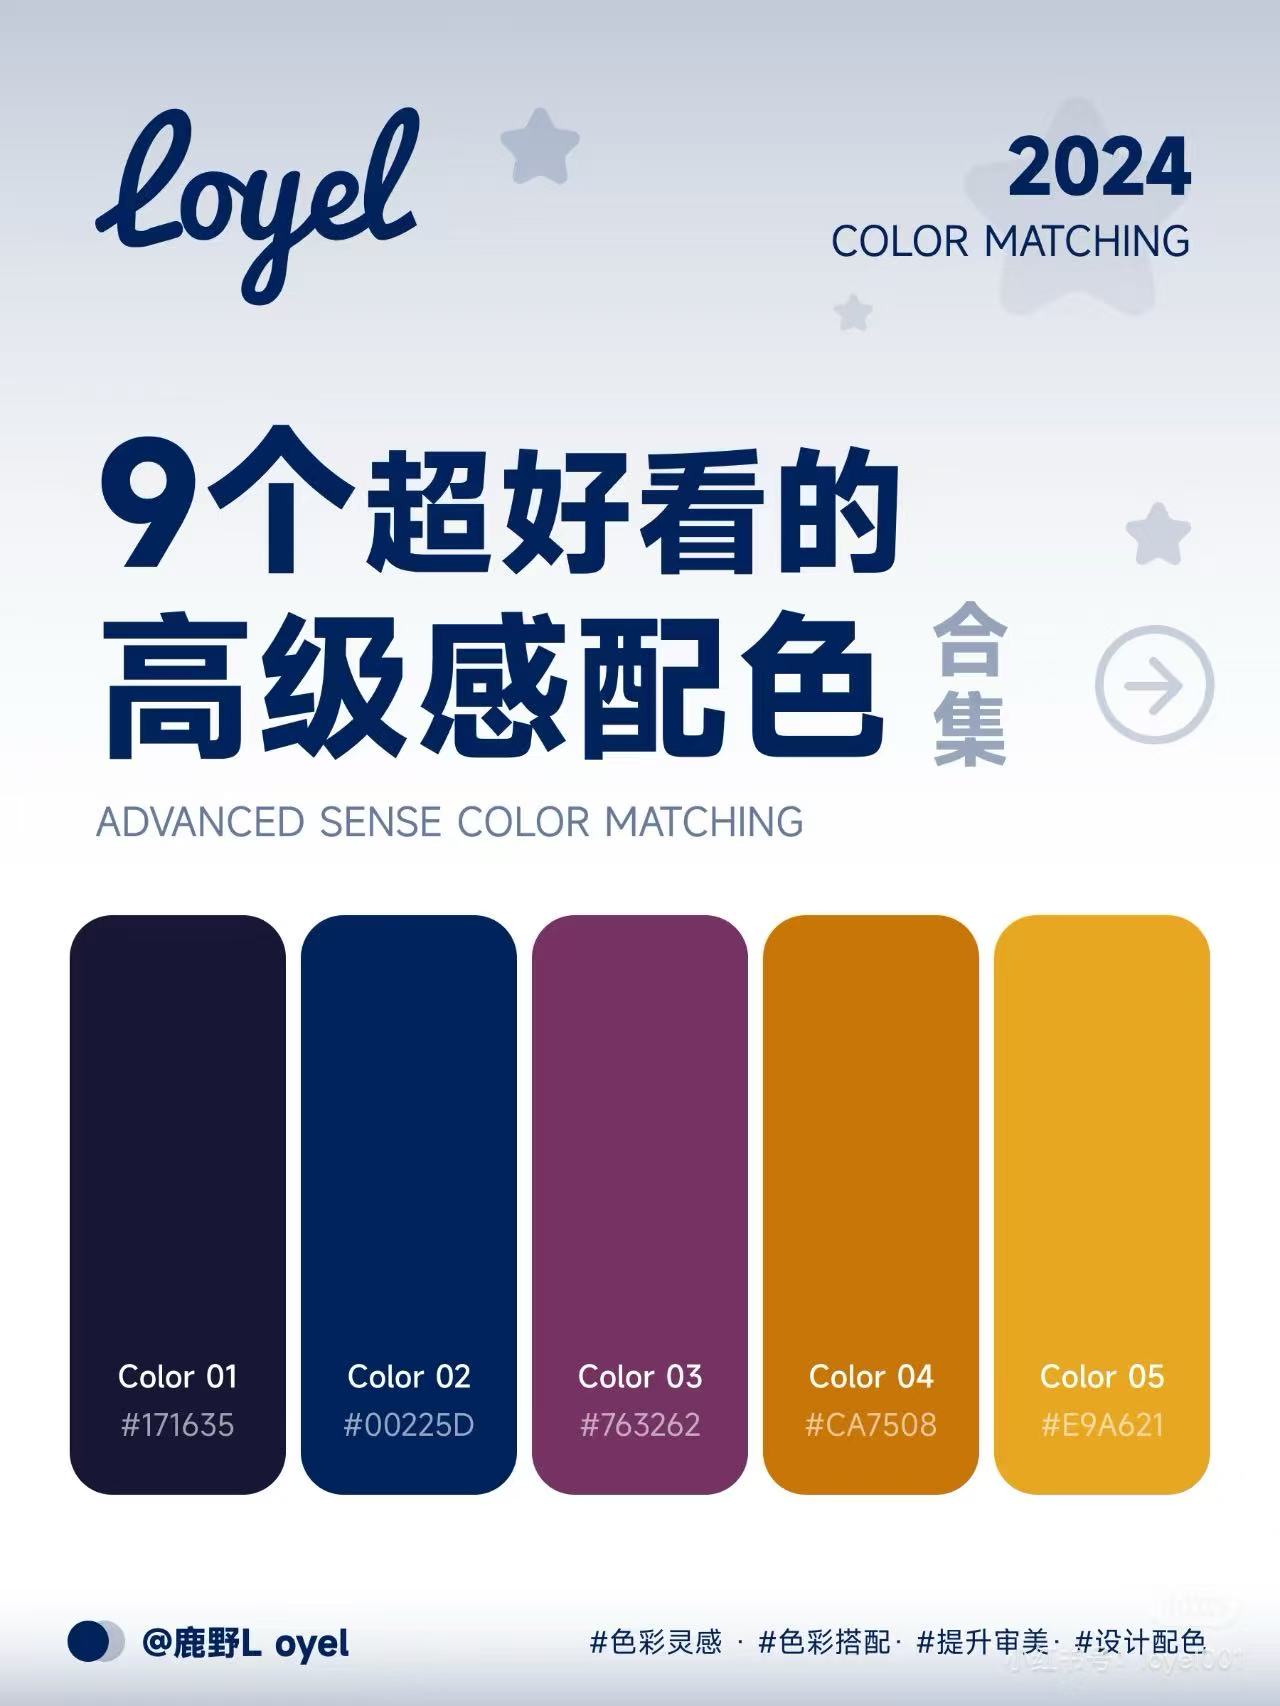 Loyel
2024
COLOR MATCHING
9个超好看的
高级感配色
合集
ADVANCED SENSE COLOR MATCHING
Color 01
#171635
Color 02
#00225D
Color 03
#763262
Color 04
#CA7508
Color 05
#E9A621
@鹿野L oyel
#色彩灵感 · #色彩搭配· #提升审美· #设计配色